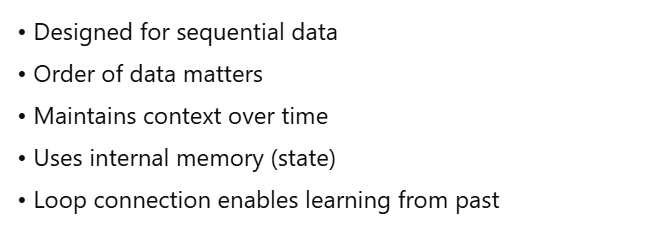 • Designed for sequential data
• Order of data matters
• Maintains context over time
• Uses internal memory (state)
• Loop connection enables learning from past